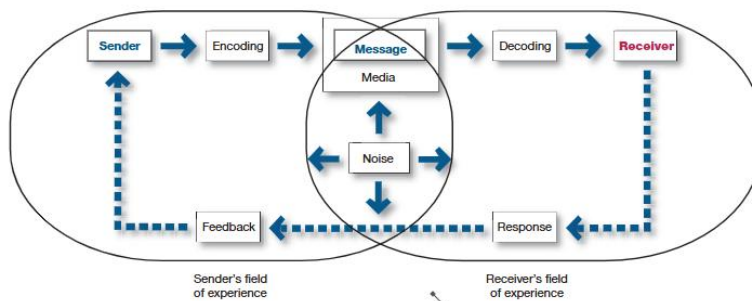 Sender
Encoding
Message
Media
Decoding
Receiver
Noise
Feedback
Response
Sender's field
of experience
Receiver's field
of experience